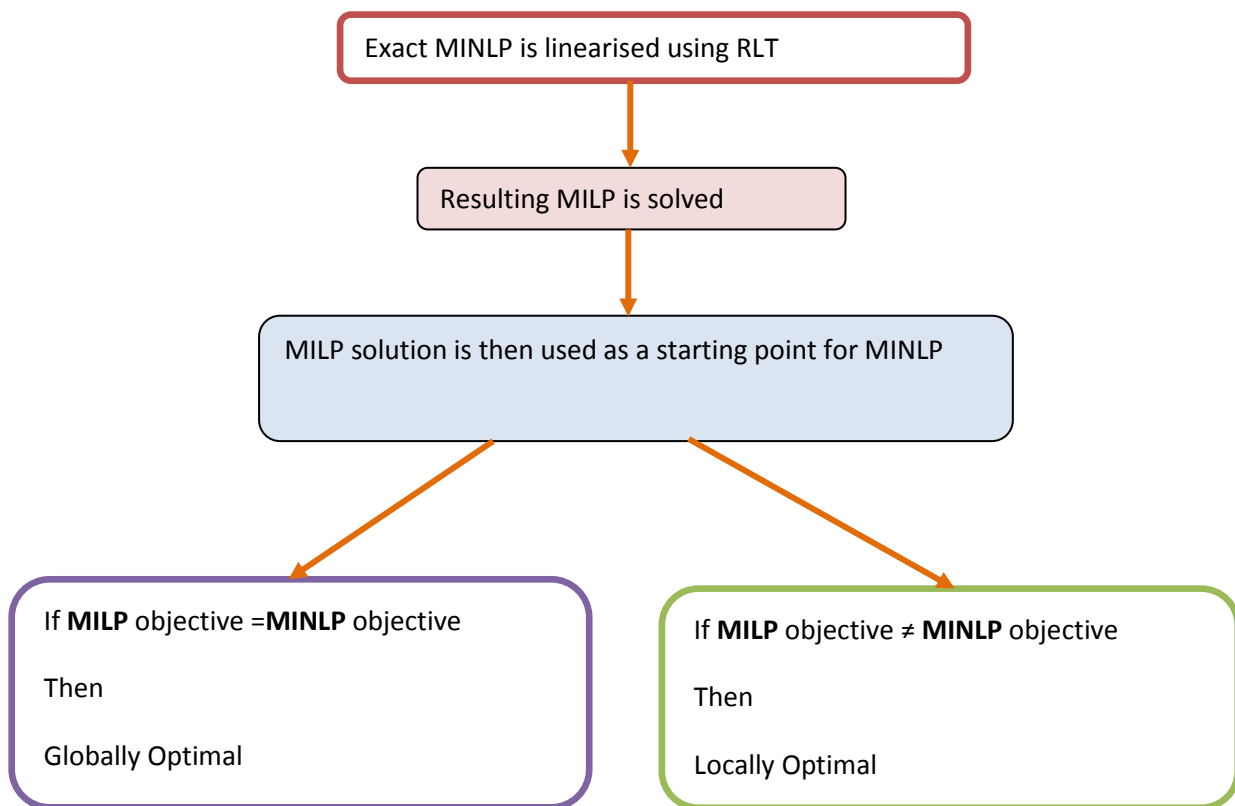 Exact MINLP is linearised using RLT
Resulting MILP is solved
MILP solution is then used as a starting point for MINLP
If MILP objective =MINLP objective
Then
Globally Optimal
If MILP objective ≠ MINLP objective
Then
Locally Optimal